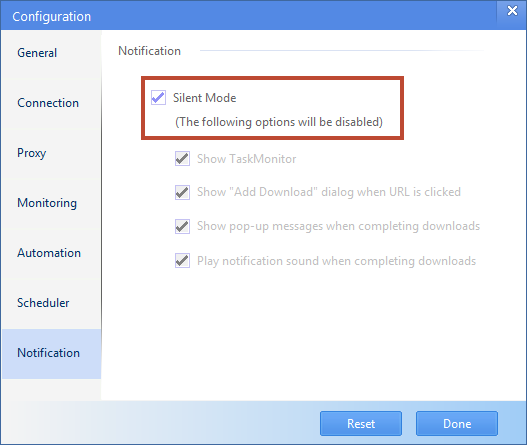 Configuration
General
Connection
Proxy
Monitoring
Automation
Scheduler
Notification
Notification
Silent Mode
(The following options will be disabled)
Show TaskMonitor
Show "Add Download" dialog when URL is clicked
Show pop-up messages when completing downloads
Play notification sound when completing downloads
Reset
Done